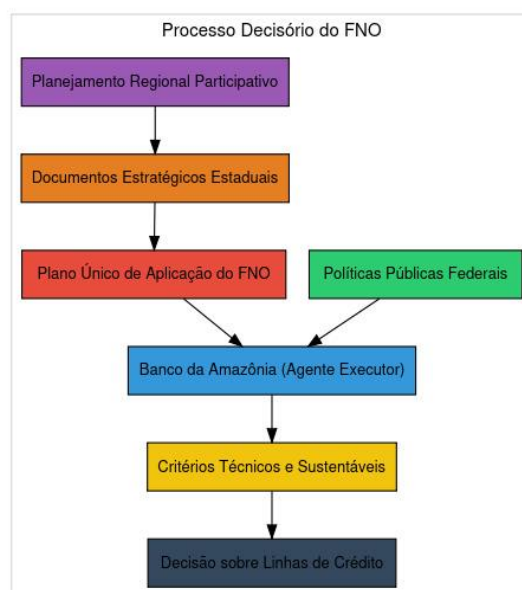 Processo Decisório do FNO
Planejamento Regional Participativo
Documentos Estratégicos Estaduais
Plano Único de Aplicação do FNO
Políticas Públicas Federais
Banco da Amazônia (Agente Executor)
Critérios Técnicos e Sustentáveis
Decisão sobre Linhas de Crédito